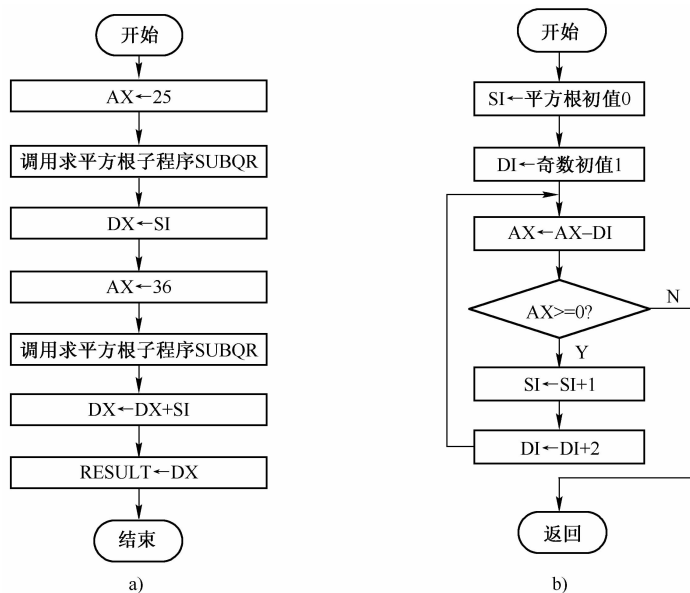 开始
AX←25
调用求平方根子程序SUBQR
DX←SI
AX←36
调用求平方根子程序SUBQR
DX←DX+SI
RESULT←DX
结束
a)
开始
SI←平方根初值0
DI←奇数初值1
AX←AX–DI
AX>=0?
N
Y
SI←SI+1
DI←DI+2
返回
b)